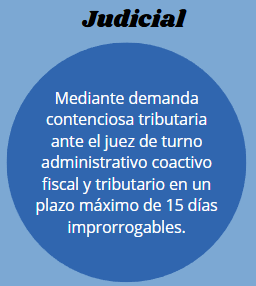 Judicial
Mediante demanda
contenciosa tributaria
ante el juez de turno
administrativo coactivo
fiscal y tributario en un
plazo máximo de 15 días
improrrogables.